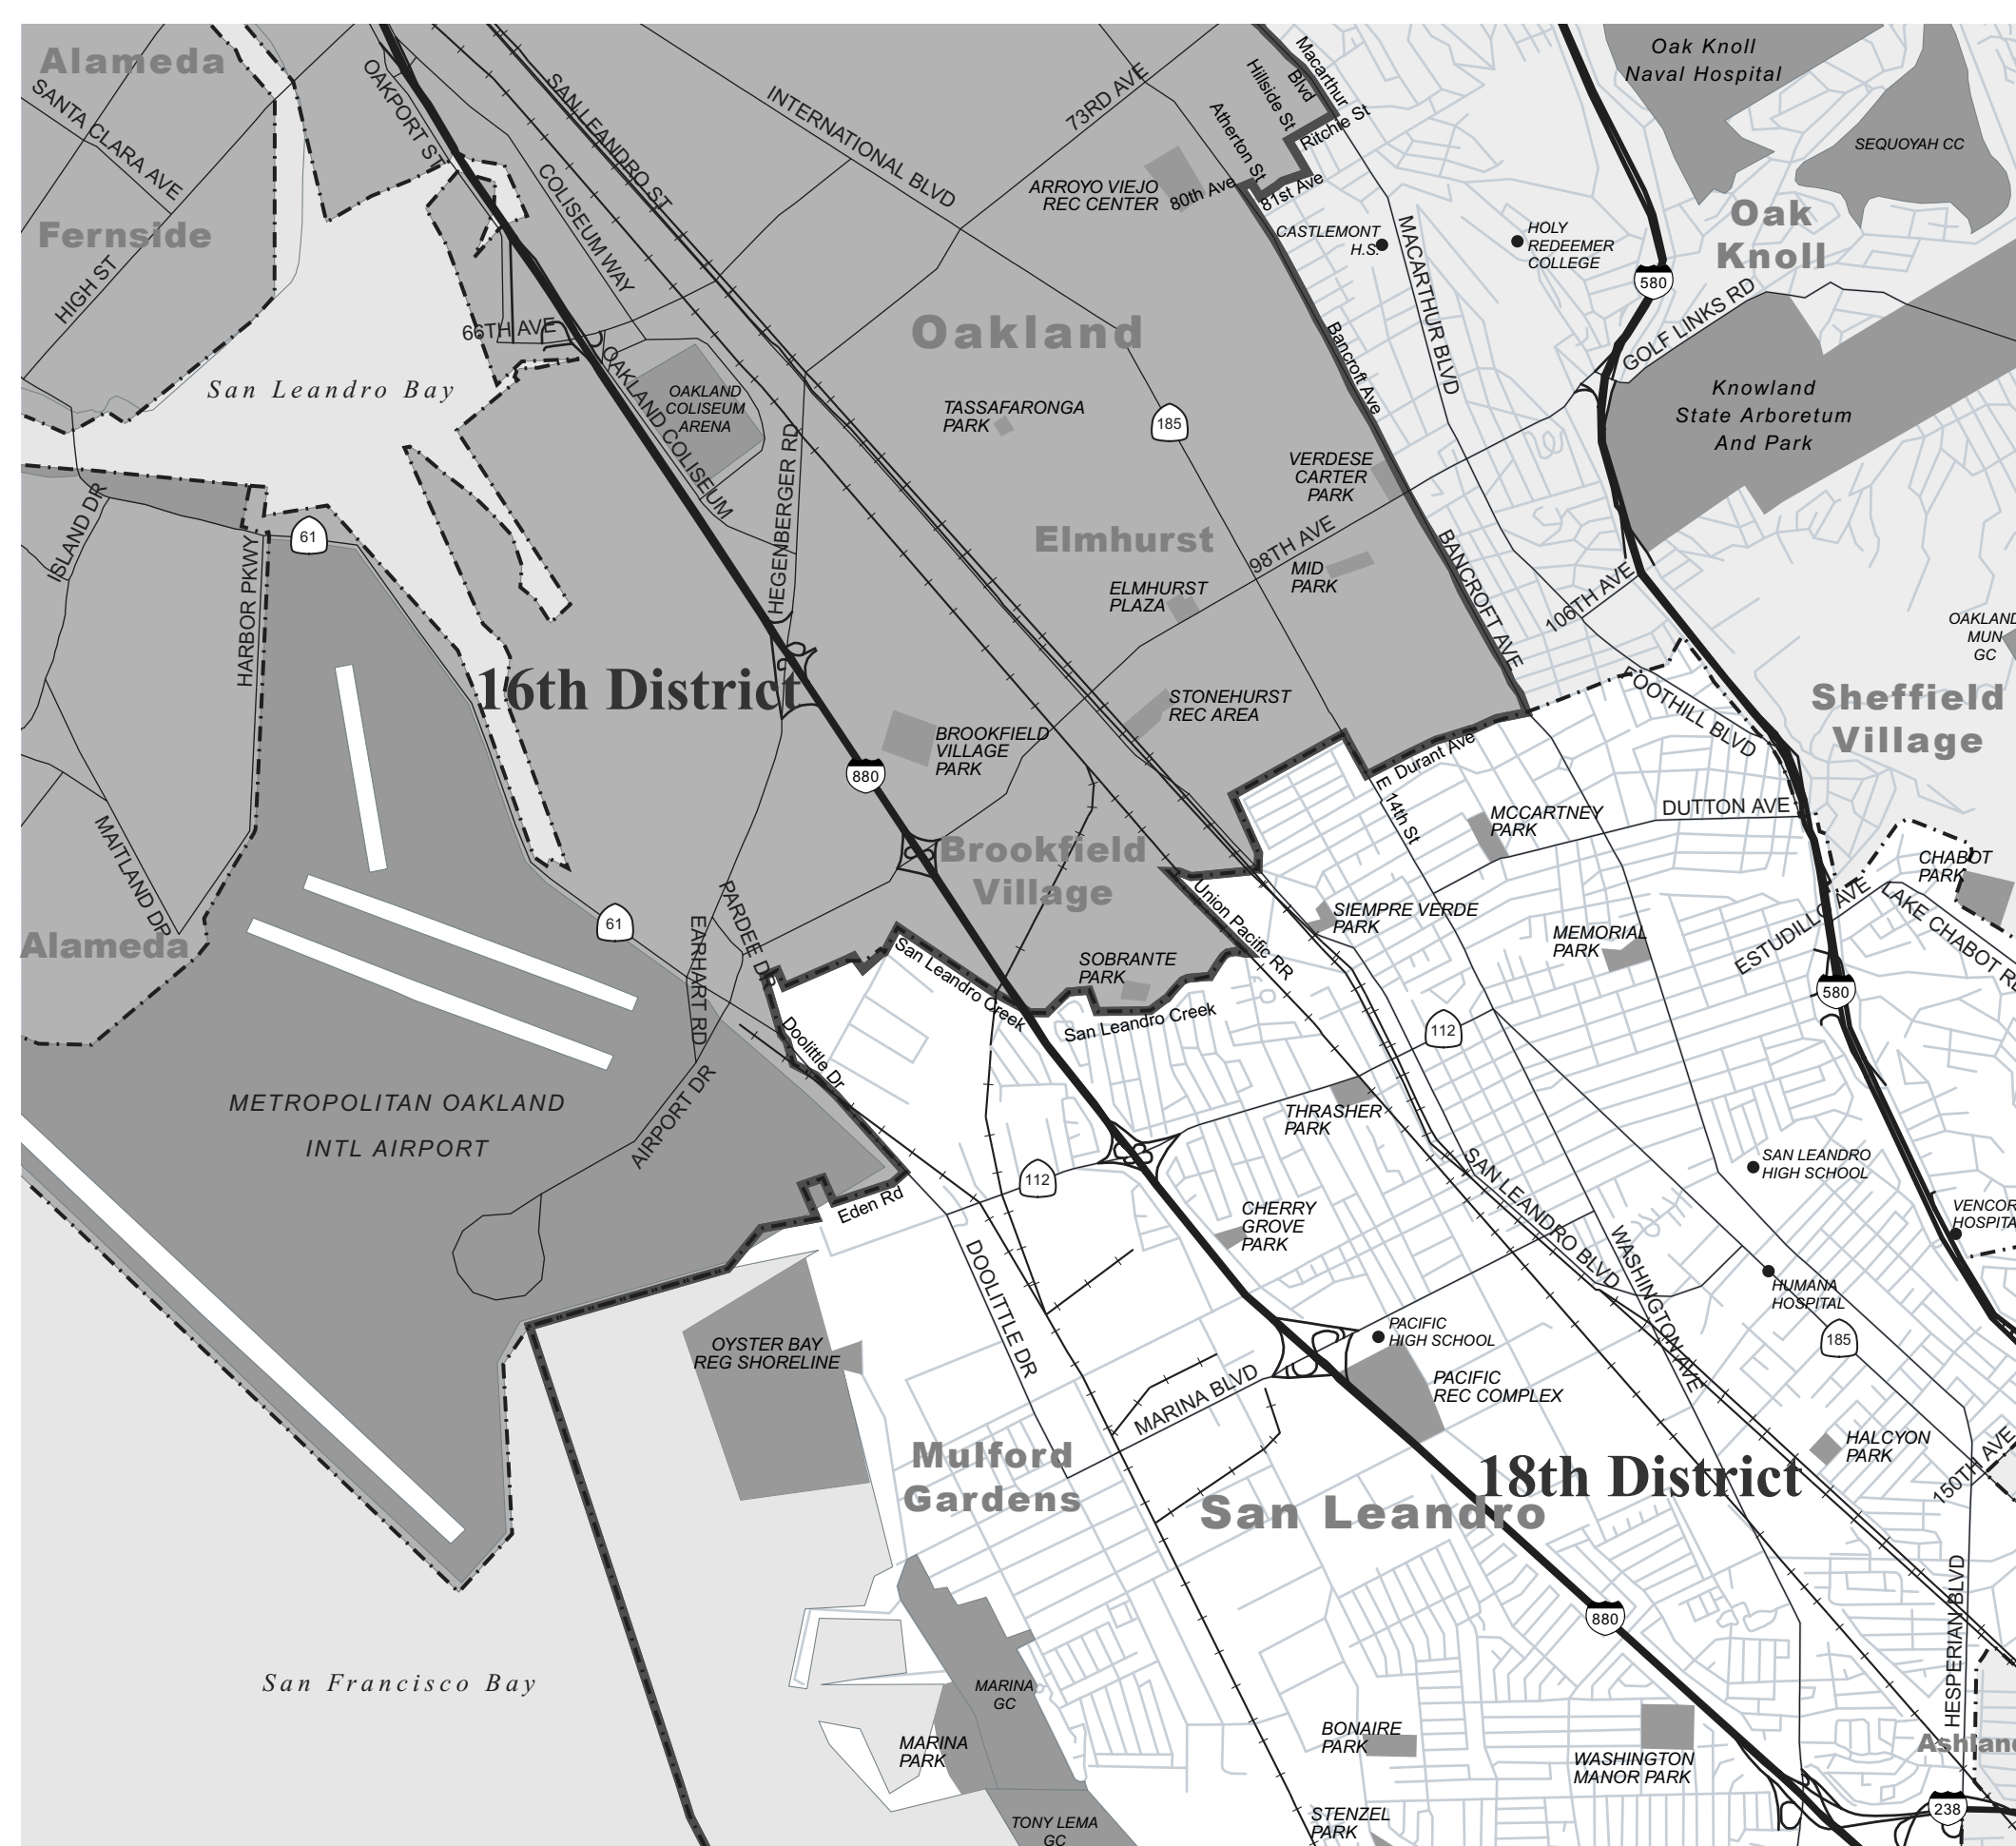 Alameda
SANTA CLARA AVE
Fernside
HIGH ST
OAKPORT ST
SAN LEANDRO ST
COLISEUM WAY
INTERNATIONAL BLVD
73RD AVE
Macarthur
Blvd
Hillside St
Ritchie St
Atherton St
80th Ave
81st Ave
ARROYO VIEJO
REC CENTER
CASTLEMONT
H.S.
HOLY
REDEEMER
COLLEGE
Oak Knoll
Naval Hospital
SEQUOYAH CC
Oak
Knoll
580
GOLF LINKS RD
MACARTHUR BLVD
Bancroft Ave
Knowland
State Arboretum
And Park
66TH AVE
San Leandro Bay
OAKLAND COLISEUM
OAKLAND
COLISEUM
ARENA
Oakland
TASSAFARONGA
PARK
185
VERDESE
CARTER
PARK
HEGENBERGER RD
ISLAND DR
61
HARBOR PKWY
Elmhurst
98TH AVE
MID
PARK
ELMHURST
PLAZA
BANCROFT AVE
106TH AVE
OAKLAND
MUN
GC
16th District
STONEHURST
REC AREA
BROOKFIELD
VILLAGE
PARK
880
FOOTHILL BLVD
Sheffield
Village
E 14th St
Durant Ave
MCCARTNEY
PARK
DUTTON AVE
MAITLAND DR
Brookfield
Village
CHABOT
PARK
ESTUDILLO AVE
LAKE CHABOT RD
Alameda
61
EARHART RD
PARDEE DR
San Leandro Creek
SOBRANTE
PARK
Union Pacific RR
SIEMPRE VERDE
PARK
MEMORIAL
PARK
580
San Leandro Creek
Doolittle Dr
112
METROPOLITAN OAKLAND
INTL AIRPORT
AIRPORT DR
THRASHER
PARK
Eden Rd
112
SAN LEANDRO BLVD
SAN LEANDRO
HIGH SCHOOL
CHERRY
GROVE
PARK
WASHINGTON AVE
VENCOR
HOSPITA
HUMANA
HOSPITAL
185
DOOLITTLE DR
OYSTER BAY
REG SHORELINE
PACIFIC
HIGH SCHOOL
PACIFIC
REC COMPLEX
MARINA BLVD
Mulford
Gardens
San Leandro
18th District
HALCYON
PARK
150TH AVE
880
HESPERIAN BLVD
San Francisco Bay
MARINA
GC
MARINA
PARK
BONAIRE
PARK
WASHINGTON
MANOR PARK
Ashlan
TONY LEMA
GC
STENZEL
PARK
238